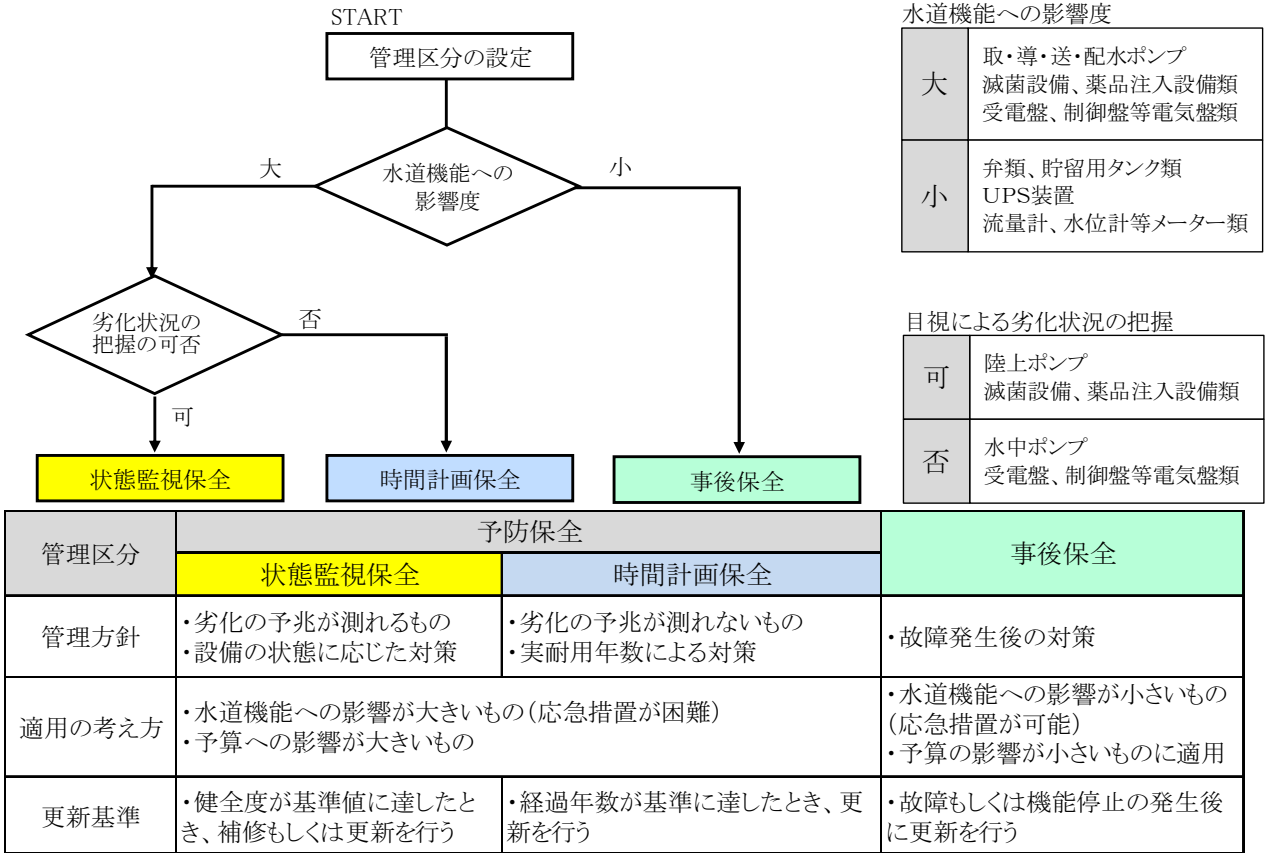 START
管理区分の設定
水道機能への
影響度
大
小
劣化状況の
把握の可否
否
可
状態監視保全
時間計画保全
事後保全
水道機能への影響度
大
取・導・送・配水ポンプ
滅菌設備、薬品注入設備類
受電盤、制御盤等電気盤類
小
弁類、貯留用タンク類
UPS装置
流量計、水位計等メーター類
目視による劣化状況の把握
可
陸上ポンプ
滅菌設備、薬品注入設備類
否
水中ポンプ
受電盤、制御盤等電気盤類
管理区分
予防保全
事後保全
状態監視保全
時間計画保全
管理方針
・劣化の予兆が測れるもの
・設備の状態に応じた対策
・劣化の予兆が測れないもの
・実耐用年数による対策
・故障発生後の対策
適用の考え方
・水道機能への影響が大きいもの(応急措置が困難)
・予算への影響が大きいもの
・水道機能への影響が小さいもの
(応急措置が可能)
・予算の影響が小さいものに適用
更新基準
・健全度が基準値に達したと
き、補修もしくは更新を行う
・経過年数が基準に達したとき、更
新を行う
・故障もしくは機能停止の発生後
に更新を行う